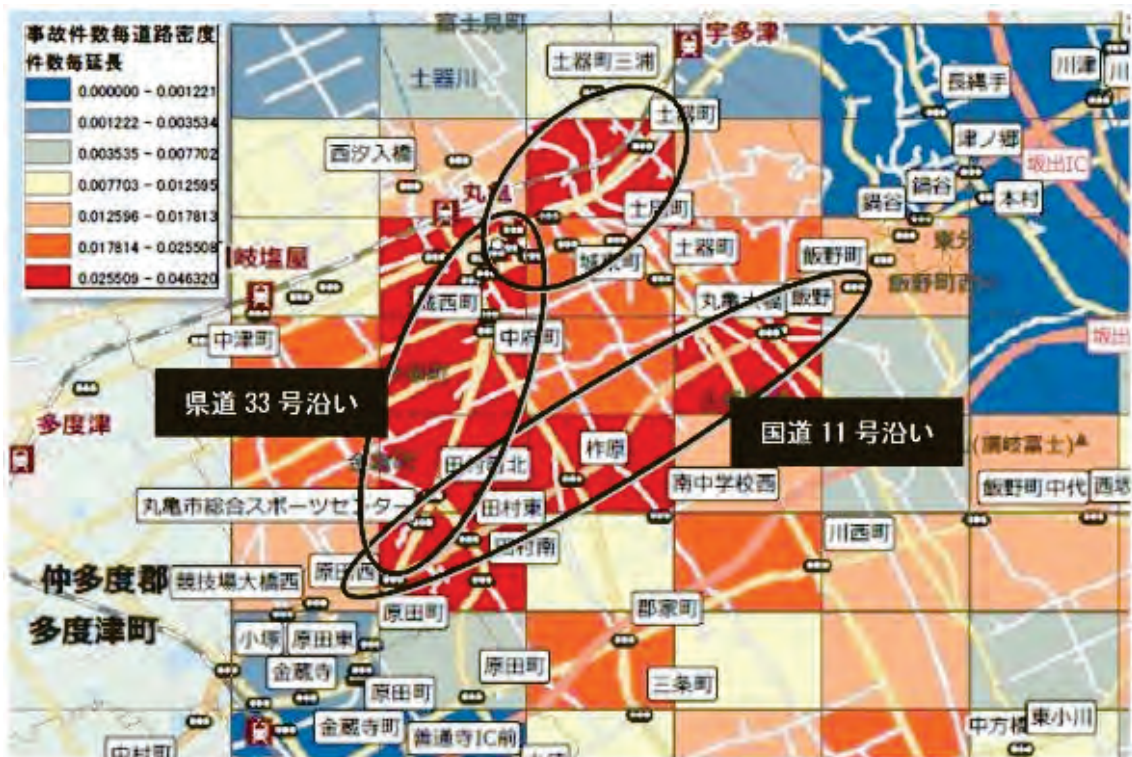 事故件数毎道路密度
件数毎延長
0.000000 - 0.001221
0.001222 - 0.003534
0.003535 - 0.007702
0.007703 - 0.012595
0.012596 - 0.017813
0.017814 - 0.025508
0.025509 - 0.046320
富士見町
宇多津
土器川
土器町三浦
川津
長縄手
土器町
津ノ郷
西汐入橋
坂出IC
鍋谷
丸亀
本村
鍋谷
土居町
東分
土器町
飯野町
岐塩屋
城東町
飯野町西
城西町
丸亀大橋
飯野
中津町
中府町
坂出
県道 33 号沿い
国道 11 号沿い
多度津
柞原
(讃岐富士)
田村西北
南中学校西
飯野町中代
西坂
丸亀市総合スポーツセンター
田村東
田村南
川西町
仲多度郡
競技場大橋西
原田西
多度津町
原田町
郡家町
小塚
原田東
金蔵寺
原田町
原田町
三条町
金蔵寺町
善通寺IC前
中方橋
東小川
中村町